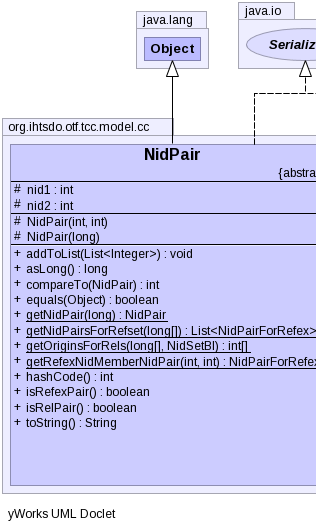 java.lang
java.io
Object
Serializ
org.ihtsdo.otf.tcc.model.cc
NidPair
{abstra
# nid1 : int
# nid2 : int
# NidPair(int, int)
# NidPair(long)
+ addToList(List<Integer>) : void
+ asLong() : long
+ compareTo(NidPair) : int
+ equals(Object) : boolean
+ getNidPair(long) : NidPair
+ getNidPairsForRefset(long[]) : List<NidPairForRefex>
+ getOriginsForRels(long[], NidSetBI) : int[]
+ getRefexNidMemberNidPair(int, int) : NidPairForRefex
+ hashCode() : int
+ isRefexPair() : boolean
+ isRelPair() : boolean
+ toString() : String
yWorks UML Doclet